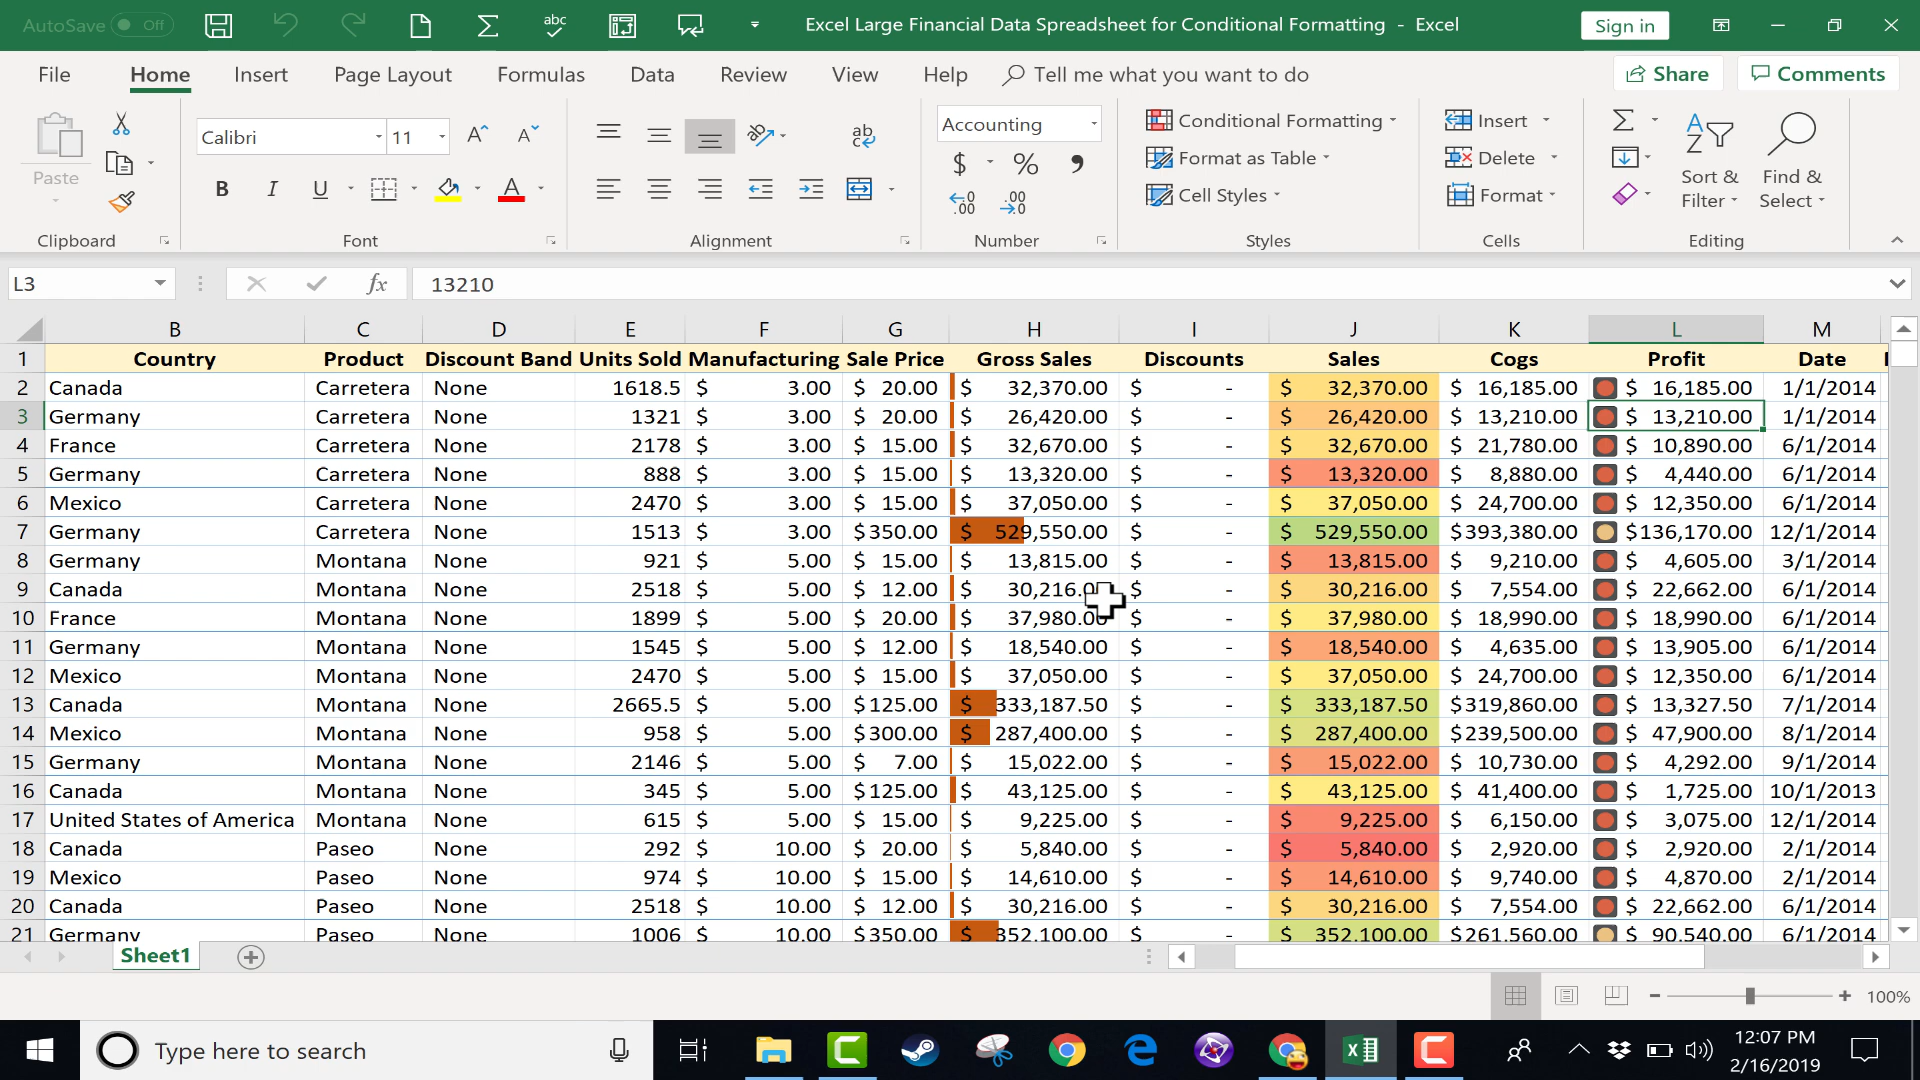 AutoSave Off abc Excel Large Financial Data Spreadsheet for Conditional Formatting - Excel Sign in
File Home Insert Page Layout Formulas Data Review View Help Tell me what you want to do Share Comments
Paste Calibri 11 A A ab ab c Accounting Conditional Formatting Insert Σ A Z
B I U A $ % , Format as Table Delete Sort & Filter Find & Select
←0 .00 .00 →0 Cell Styles Format
Clipboard Font Alignment Number Styles Cells Editing
L3 fx 13210
B C D E F G H I J K L M
1 Country Product Discount Band Units Sold Manufacturing Sale Price Gross Sales Discounts Sales Cogs Profit Date
2 Canada Carretera None 1618.5 $ 3.00 $ 20.00 $ 32,370.00 $ - $ 32,370.00 $ 16,185.00 $ 16,185.00 1/1/2014
3 Germany Carretera None 1321 $ 3.00 $ 20.00 $ 26,420.00 $ - $ 26,420.00 $ 13,210.00 $ 13,210.00 1/1/2014
4 France Carretera None 2178 $ 3.00 $ 15.00 $ 32,670.00 $ - $ 32,670.00 $ 21,780.00 $ 10,890.00 6/1/2014
5 Germany Carretera None 888 $ 3.00 $ 15.00 $ 13,320.00 $ - $ 13,320.00 $ 8,880.00 $ 4,440.00 6/1/2014
6 Mexico Carretera None 2470 $ 3.00 $ 15.00 $ 37,050.00 $ - $ 37,050.00 $ 24,700.00 $ 12,350.00 6/1/2014
7 Germany Carretera None 1513 $ 3.00 $350.00 $ 529,550.00 $ - $ 529,550.00 $393,380.00 $136,170.00 12/1/2014
8 Germany Montana None 921 $ 5.00 $ 15.00 $ 13,815.00 $ - $ 13,815.00 $ 9,210.00 $ 4,605.00 3/1/2014
9 Canada Montana None 2518 $ 5.00 $ 12.00 $ 30,216.00 $ - $ 30,216.00 $ 7,554.00 $ 22,662.00 6/1/2014
10 France Montana None 1899 $ 5.00 $ 20.00 $ 37,980.00 $ - $ 37,980.00 $ 18,990.00 $ 18,990.00 6/1/2014
11 Germany Montana None 1545 $ 5.00 $ 12.00 $ 18,540.00 $ - $ 18,540.00 $ 4,635.00 $ 13,905.00 6/1/2014
12 Mexico Montana None 2470 $ 5.00 $ 15.00 $ 37,050.00 $ - $ 37,050.00 $ 24,700.00 $ 12,350.00 6/1/2014
13 Canada Montana None 2665.5 $ 5.00 $125.00 $ 333,187.50 $ - $ 333,187.50 $319,860.00 $ 13,327.50 7/1/2014
14 Mexico Montana None 958 $ 5.00 $300.00 $ 287,400.00 $ - $ 287,400.00 $239,500.00 $ 47,900.00 8/1/2014
15 Germany Montana None 2146 $ 5.00 $ 7.00 $ 15,022.00 $ - $ 15,022.00 $ 10,730.00 $ 4,292.00 9/1/2014
16 Canada Montana None 345 $ 5.00 $125.00 $ 43,125.00 $ - $ 43,125.00 $ 41,400.00 $ 1,725.00 10/1/2013
17 United States of America Montana None 615 $ 5.00 $ 15.00 $ 9,225.00 $ - $ 9,225.00 $ 6,150.00 $ 3,075.00 12/1/2014
18 Canada Paseo None 292 $ 10.00 $ 20.00 $ 5,840.00 $ - $ 5,840.00 $ 2,920.00 $ 2,920.00 2/1/2014
19 Mexico Paseo None 974 $ 10.00 $ 15.00 $ 14,610.00 $ - $ 14,610.00 $ 9,740.00 $ 4,870.00 2/1/2014
20 Canada Paseo None 2518 $ 10.00 $ 12.00 $ 30,216.00 $ - $ 30,216.00 $ 7,554.00 $ 22,662.00 6/1/2014
21 Germany Paseo None 1006 $ 10.00 $350.00 $ 352,100.00 $ - $ 352,100.00 $261,560.00 $ 90,540.00 6/1/2014
Sheet1
100%
Type here to search 12:07 PM
2/16/2019